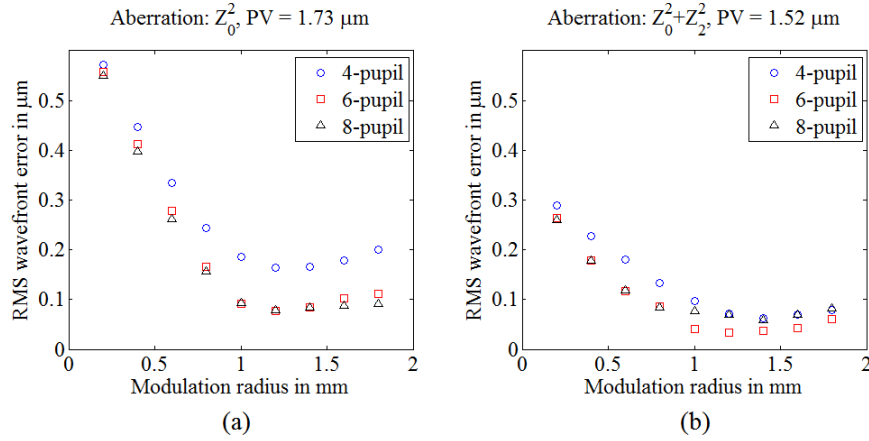 Aberration: Z₀², PV = 1.73 μm
RMS wavefront error in μm
0.5
0.4
0.3
0.2
0.1
0
0
0.5
1
1.5
2
4-pupil
6-pupil
8-pupil
Modulation radius in mm
(a)
Aberration: Z₀²+Z₂², PV = 1.52 μm
RMS wavefront error in μm
0.5
0.4
0.3
0.2
0.1
0
0
0.5
1
1.5
2
4-pupil
6-pupil
8-pupil
Modulation radius in mm
(b)